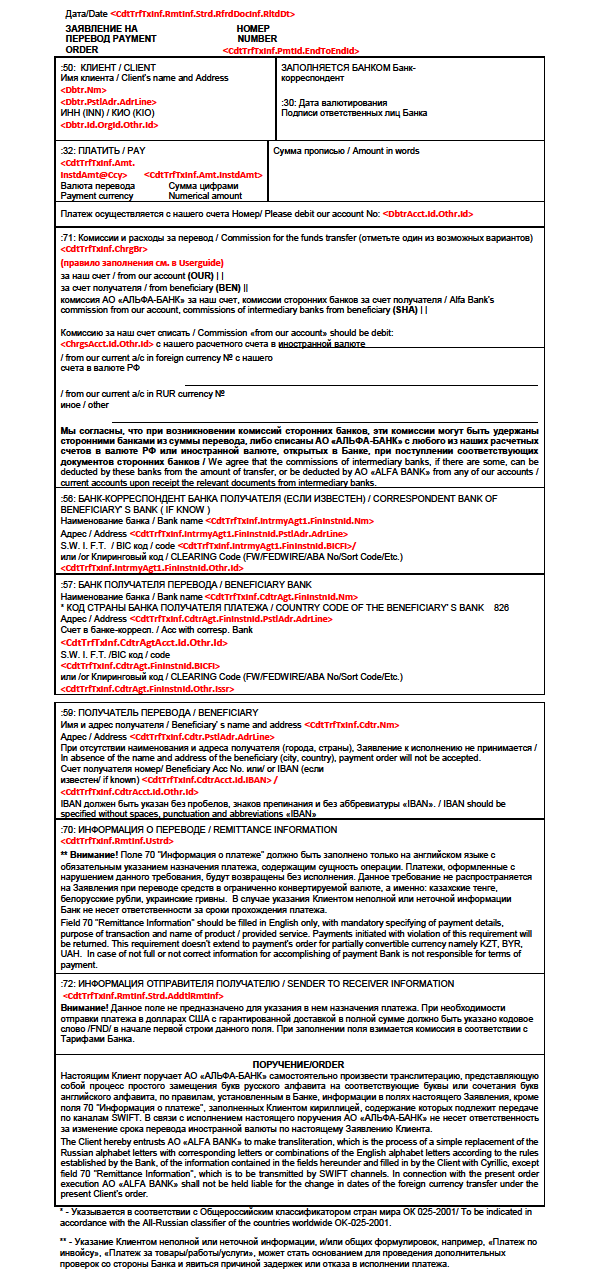 Дата/Date <CdtTrfTxInf.RmtInf.Strd.RfrdDocInf.RltdDt>
ЗАЯВЛЕНИЕ НА НОМЕР
ПЕРЕВОД PAYMENT NUMBER
ORDER <CdtTrfTxInf.PmtId.EndToEndId>
:50: КЛИЕНТ / CLIENT
Имя клиента / Client's name and Address
<Dbtr.Nm>
<Dbtr.PstlAdr.AdrLine>
ИНН (INN) / КИО (KIO)
<Dbtr.Id.OrgId.Othr.Id>
ЗАПОЛНЯЕТСЯ БАНКОМ Банк-
корреспондент
:30: Дата валютирования
Подписи ответственных лиц Банка
:32: ПЛАТИТЬ / PAY
<CdtTrfTxInf.Amt.
InstdAmt@Ccy> <CdtTrfTxInf.Amt.InstdAmt>
Валюта перевода Сумма цифрами
Payment currency Numerical amount
Сумма прописью / Amount in words
Платеж осуществляется с нашего счета Номер/ Please debit our account No: <DbtrAcct.Id.Othr.Id>
:71: Комиссии и расходы за перевод / Commission for the funds transfer (отметьте один из возможных вариантов)
<CdtTrfTxInf.ChrgBr>
(правило заполнения см. в Userguide)
за наш счет / from our account (OUR) | |
за счет получателя / from beneficiary (BEN) ||
комиссия АО «АЛЬФА-БАНК» за наш счет, комиссии сторонних банков за счет получателя / Alfa Bank's
commission from our account, commissions of intermediary banks from beneficiary (SHA) | |
Комиссию за наш счет списать / Commission «from our account» should be debit:
<ChrgsAcct.Id.Othr.Id> с нашего расчетного счета в иностранной валюте
/ from our current a/c in foreign currency № с нашего
счета в валюте РФ
/ from our current a/c in RUR currency №
иное / other
Мы согласны, что при возникновении комиссий сторонних банков, эти комиссии могут быть удержаны
сторонними банками из суммы перевода, либо списаны АО «АЛЬФА-БАНК» с любого из наших расчетных
счетов в валюте РФ или иностранной валюте, открытых в Банке, при поступлении соответствующих
документов сторонних банков / We agree that the commissions of intermediary banks, if there are some, can be
deducted by these banks from the amount of transfer, or be deducted by АО «ALFA BANK» from any of our accounts /
current accounts upon receipt the relevant documents from intermediary banks.
:56: БАНК-КОРРЕСПОНДЕНТ БАНКА ПОЛУЧАТЕЛЯ (ЕСЛИ ИЗВЕСТЕН) / CORRESPONDENT BANK OF
BENEFICIARY' S BANK ( IF KNOW )
Наименование банка / Bank name <CdtTrfTxInf.IntrmyAgt1.FinInstnId.Nm>
Адрес / Address <CdtTrfTxInf.IntrmyAgt1.FinInstnId.PstlAdr.AdrLine>
S.W. I. F.T. / BIC код / code <CdtTrfTxInf.IntrmyAgt1.FinInstnId.BICFI>/
или /or Клиринговый код / CLEARING Code (FW/FEDWIRE/ABA No/Sort Code/Etc.)
<CdtTrfTxInf.IntrmyAgt1.FinInstnId.Othr.Id>
:57: БАНК ПОЛУЧАТЕЛЯ ПЕРЕВОДА / BENEFICIARY BANK
Наименование банка / Bank name <CdtTrfTxInf.CdtrAgt.FinInstnId.Nm>
* КОД СТРАНЫ БАНКА ПОЛУЧАТЕЛЯ ПЛАТЕЖА / COUNTRY CODE OF THE BENEFICIARY' S BANK 826
Адрес / Address <CdtTrfTxInf.CdtrAgt.FinInstnId.PstlAdr.AdrLine>
Счет в банке-корресп. / Acc with corresp. Bank
<CdtTrfTxInf.CdtrAgtAcct.Id.Othr.Id>
S.W. I. F.T. /BIC код / code
<CdtTrfTxInf.CdtrAgt.FinInstnId.BICFI>
или /or Клиринговый код / CLEARING Code (FW/FEDWIRE/ABA No/Sort Code/Etc.)
<CdtTrfTxInf.CdtrAgt.FinInstnId.Othr.Issr>
:59: ПОЛУЧАТЕЛЬ ПЕРЕВОДА / BENEFICIARY
Имя и адрес получателя / Beneficiary' s name and address <CdtTrfTxInf.Cdtr.Nm>
Адрес / Address <CdtTrfTxInf.Cdtr.PstlAdr.AdrLine>
При отсутствии наименования и адреса получателя (города, страны), Заявление к исполнению не принимается /
In absence of the name and address of the beneficiary (city, country), payment order will not be accepted.
Счет получателя номер/ Beneficiary Acc No. или/ or IBAN (если
известен/ if known) <CdtTrfTxInf.CdtrAcct.Id.IBAN> /
<CdtTrfTxInf.CdtrAcct.Id.Othr.Id>
IBAN должен быть указан без пробелов, знаков препинания и без аббревиатуры «IBAN». / IBAN should be
specified without spaces, punctuation and abbreviations «IBAN»
:70: ИНФОРМАЦИЯ О ПЕРЕВОДЕ / REMITTANCE INFORMATION
<CdtTrfTxInf.RmtInf.Ustrd>
** Внимание! Поле 70 "Информация о платеже" должно быть заполнено только на английском языке с
обязательным указанием назначения платежа, содержащим сущность операции. Платежи, оформленные с
нарушением данного требования, будут возвращены без исполнения. Данное требование не распространяется
на Заявления при переводе средств в ограниченно конвертируемой валюте, а именно: казахские тенге,
белорусские рубли, украинские гривны. В случае указания Клиентом неполной или неточной информации
Банк не несет ответственности за сроки прохождения платежа.
Field 70 "Remittance Information" should be filled in English only, with mandatory specifying of payment details,
purpose of transaction and name of product / provided service. Payments initiated with violation of this requirement will
be returned. This requirement doesn't extend to payment's order for partially convertible currency namely KZT, BYR,
UAH. In case of not full or not correct information for accomplishing of payment Bank is not responsible for terms of
payment.
:72: ИНФОРМАЦИЯ ОТПРАВИТЕЛЯ ПОЛУЧАТЕЛЮ / SENDER TO RECEIVER INFORMATION
<CdtTrfTxInf.RmtInf.Strd.AddtlRmtInf>
Внимание! Данное поле не предназначено для указания в нем назначения платежа. При необходимости
отправки платежа в долларах США с гарантированной доставкой в полной сумме должно быть указано кодовое
слово /FND/ в начале первой строки данного поля. При заполнении поля взимается комиссия в соответствии с
Тарифами Банка.
ПОРУЧЕНИЕ/ORDER
Настоящим Клиент поручает АО «АЛЬФА-БАНК» самостоятельно произвести транслитерацию, представляющую
собой процесс простого замещения букв русского алфавита на соответствующие буквы или сочетания букв
английского алфавита, по правилам, установленным в Банке, информации в полях настоящего Заявления, кроме
поля 70 "Информация о платеже", заполненных Клиентом кириллицей, содержание которых подлежит передаче
по каналам SWIFT. В связи с исполнением настоящего поручения АО «АЛЬФА-БАНК» не несет ответственность
за изменение срока перевода иностранной валюты по настоящему Заявлению Клиента.
The Client hereby entrusts АО «ALFA BANK» to make transliteration, which is the process of a simple replacement of the
Russian alphabet letters with corresponding letters or combinations of the English alphabet letters according to the rules
established by the Bank, of the information contained in the fields hereunder and filled in by the Client with Cyrillic, except
field 70 "Remittance Information", which is to be transmitted by SWIFT channels. In connection with the present order
execution АО «ALFA BANK» shall not be held liable for the change in dates of the foreign currency transfer under the
present Client's order.
* - Указывается в соответствии с Общероссийским классификатором стран мира ОК 025-2001/ To be indicated in
accordance with the All-Russian classifier of the countries worldwide OK-025-2001.
** - Указание Клиентом неполной или неточной информации, и/или общих формулировок, например, «Платеж по
инвойсу», «Платеж за товары/работы/услуги», может стать основанием для проведения дополнительных
проверок со стороны Банка и явиться причиной задержек или отказа в исполнении платежа.